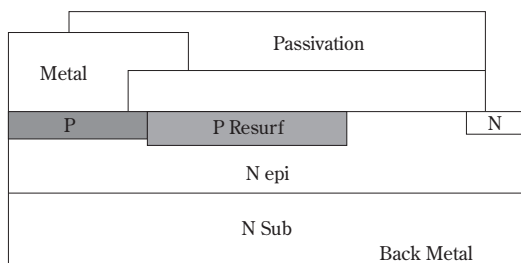 Passivation
Metal
P
P Resurf
N
N epi
N Sub
Back Metal